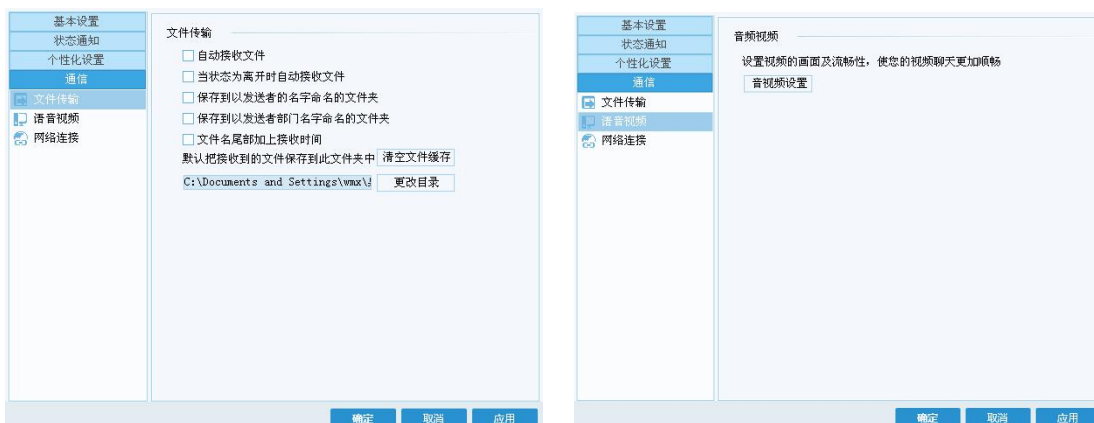 基本设置
状态通知
个性化设置
通信
文件传输
语音视频
网络连接
文件传输
自动接收文件
当状态为离开时自动接收文件
保存到以发送者的名字命名的文件夹
保存到以发送者部门名字命名的文件夹
文件名尾部加上接收时间
默认把接收到的文件保存到此文件夹中 清空文件缓存
C:\Documents and Settings\wmx\ 更改目录
确定 取消 应用
基本设置
状态通知
个性化设置
通信
文件传输
语音视频
网络连接
音频视频
设置视频的画面及流畅性，使您的视频聊天更加顺畅
音视频设置
确定 取消 应用